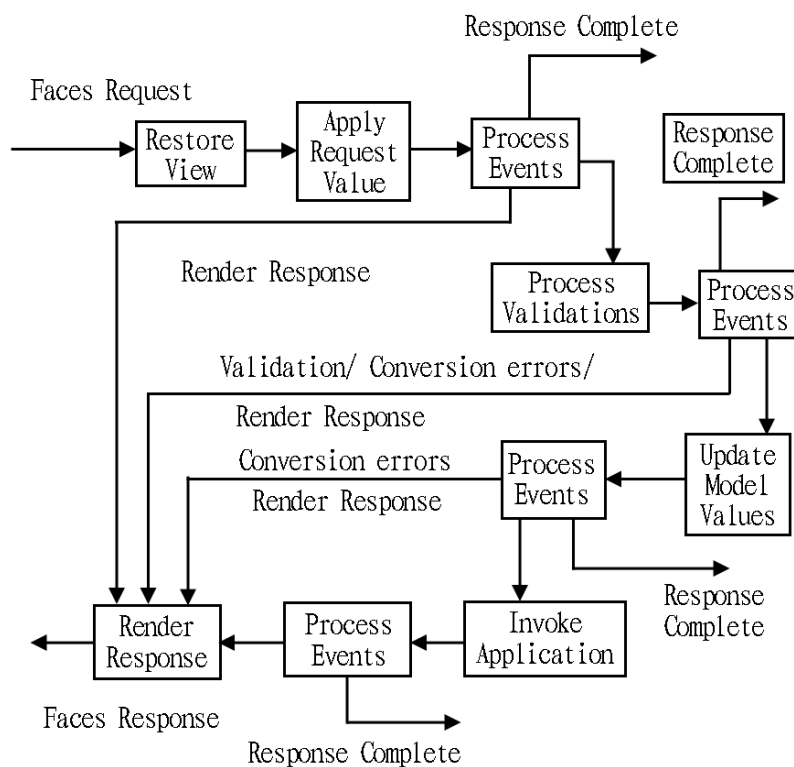 Response Complete
Faces Request
Restore
View
Apply
Request
Value
Process
Events
Response
Complete
Render Response
Process
Validations
Process
Events
Validation/ Conversion errors/
Render Response
Conversion errors
Render Response
Process
Events
Update
Model
Values
Response
Complete
Render
Response
Process
Events
Invoke
Application
Faces Response
Response Complete